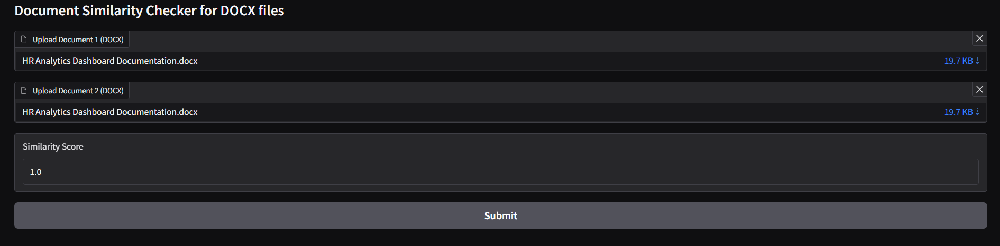 Document Similarity Checker for DOCX files
Upload Document 1 (DOCX)
HR Analytics Dashboard Documentation.docx 19.7 KB ⇣
Upload Document 2 (DOCX)
HR Analytics Dashboard Documentation.docx 19.7 KB ⇣
Similarity Score
1.0
Submit